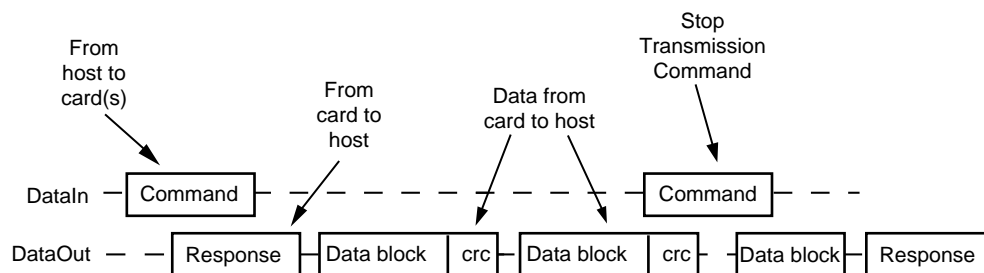 Stop
Transmission
Command
From
host to
card(s)
From
card to
host
Data from
card to host
DataIn
Command
Command
DataOut
Response
Data block
crc
Data block
crc
Data block
Response